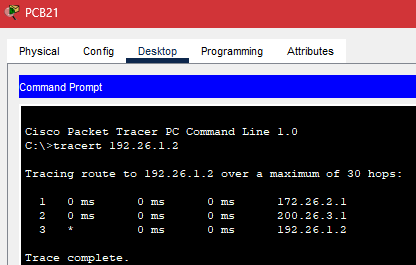 PCB21
Physical Config Desktop Programming Attributes
Command Prompt
Cisco Packet Tracer PC Command Line 1.0
C:\>tracert 192.26.1.2
Tracing route to 192.26.1.2 over a maximum of 30 hops:
1 0 ms 0 ms 0 ms 172.26.2.1
2 0 ms 0 ms 0 ms 200.26.3.1
3 * 0 ms 0 ms 192.26.1.2
Trace complete.